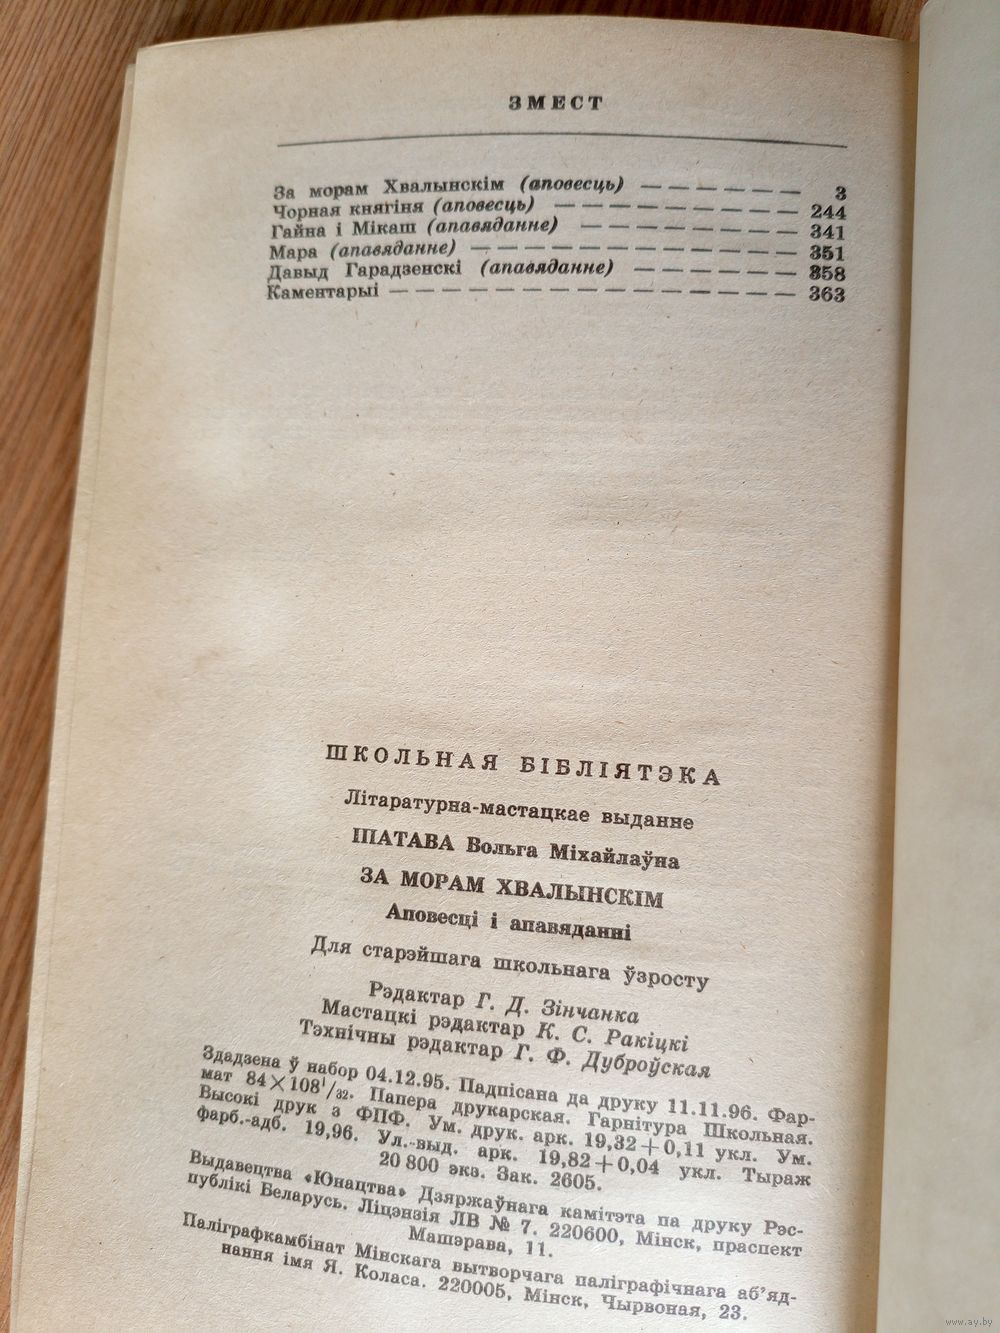 ЗМЕСТ
За морам Хвалынскім (аповесць) — — — — — — — 3
Чорная княгіня (аповесць) — — — — — — — — — 244
Гайна і Мікаш (апавяданне) — — — — — — — — 341
Мара (апавяданне) — — — — — — — — — — — — 351
Давыд Гарадзенскі (апавяданне) — — — — — — — 358
Каментарыі — — — — — — — — — — — — — — — 363
ШКОЛЬНАЯ БІБЛІЯТЭКА
Літаратурна-мастацкае выданне
ІПАТАВА Вольга Міхайлаўна
ЗА МОРАМ ХВАЛЫНСКІМ
Аповесці і апавяданні
Для старэйшага школьнага ўзросту
Рэдактар Г. Д. Зінчанка
Мастацкі рэдактар К. С. Ракіцкі
Тэхнічны рэдактар Г. Ф. Дуброўская
Здадзена ў набор 04.12.95. Падпісана да друку 11.11.96. Фар-
мат 84×108¹/₃₂. Папера друкарская. Гарнітура Школьная.
Высокі друк з ФПФ. Ум. друк. арк. 19,32+0,11 укл. Ум.
фарб.-адб. 19,96. Ул.-выд. арк. 19,82+0,04 укл. Тыраж
20 800 экз. Зак. 2605.
Выдавецтва «Юнацтва» Дзяржаўнага камітэта па друку Рэс-
публікі Беларусь. Ліцэнзія ЛВ № 7. 220600, Мінск, праспект
Машэрава, 11.
Паліграфкамбінат Мінскага вытворчага паліграфічнага аб'яд-
нання імя Я. Коласа. 220005, Мінск, Чырвоная, 23.
www.ay.by